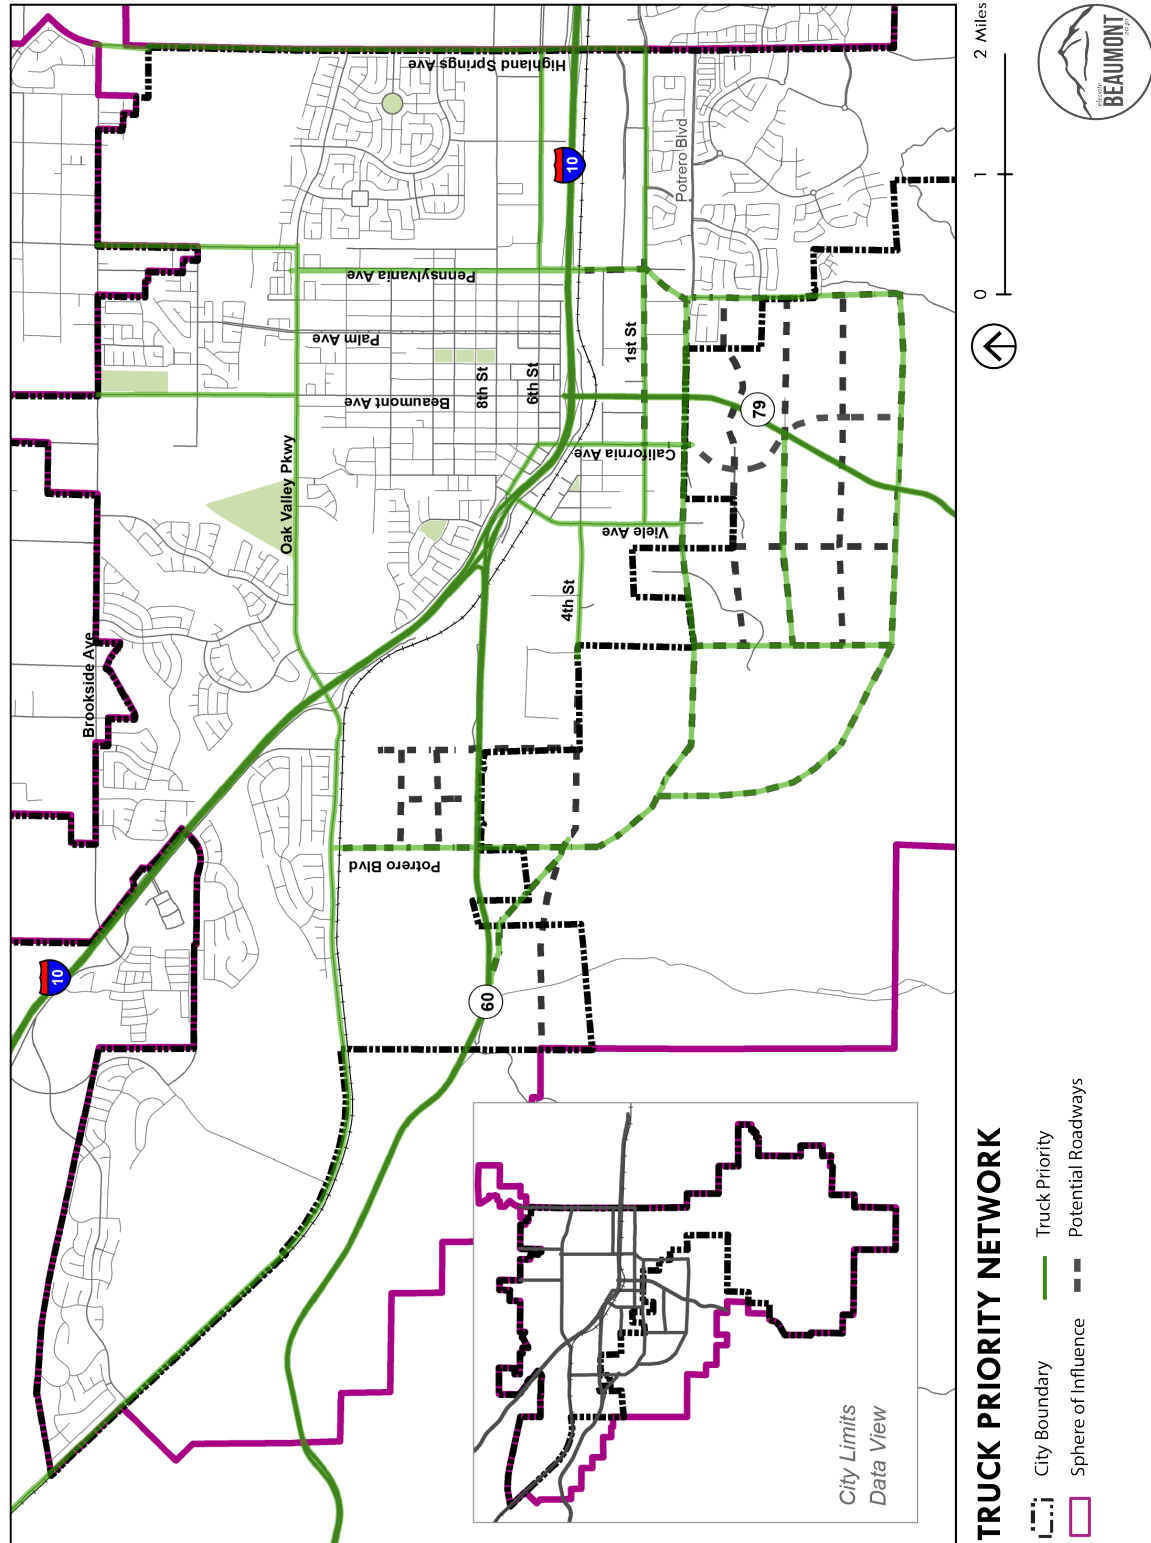 Highland Springs Ave
10
Potrero Blvd
Pennsylvania Ave
Palm Ave
1st St
Beaumont Ave
8th St
6th St
79
California Ave
Oak Valley Pkwy
Viele Ave
4th St
Brookside Ave
Potrero Blvd
10
60
City Limits
Data View
TRUCK PRIORITY NETWORK
City Boundary
Truck Priority
Sphere of Influence
Potential Roadways
0
1
2 Miles
elevate
BEAUMONT
2040